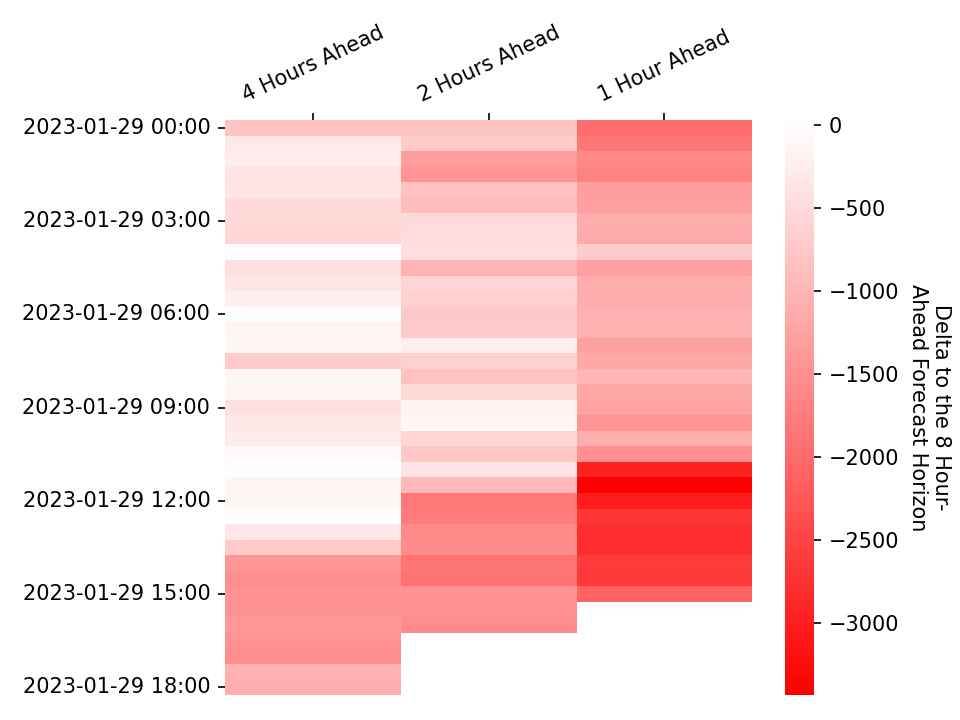 4 Hours Ahead
2 Hours Ahead
1 Hour Ahead
2023-01-29 00:00
2023-01-29 03:00
2023-01-29 06:00
2023-01-29 09:00
2023-01-29 12:00
2023-01-29 15:00
2023-01-29 18:00
0
−500
−1000
−1500
−2000
−2500
−3000
Delta to the 8 Hour-
Ahead Forecast Horizon